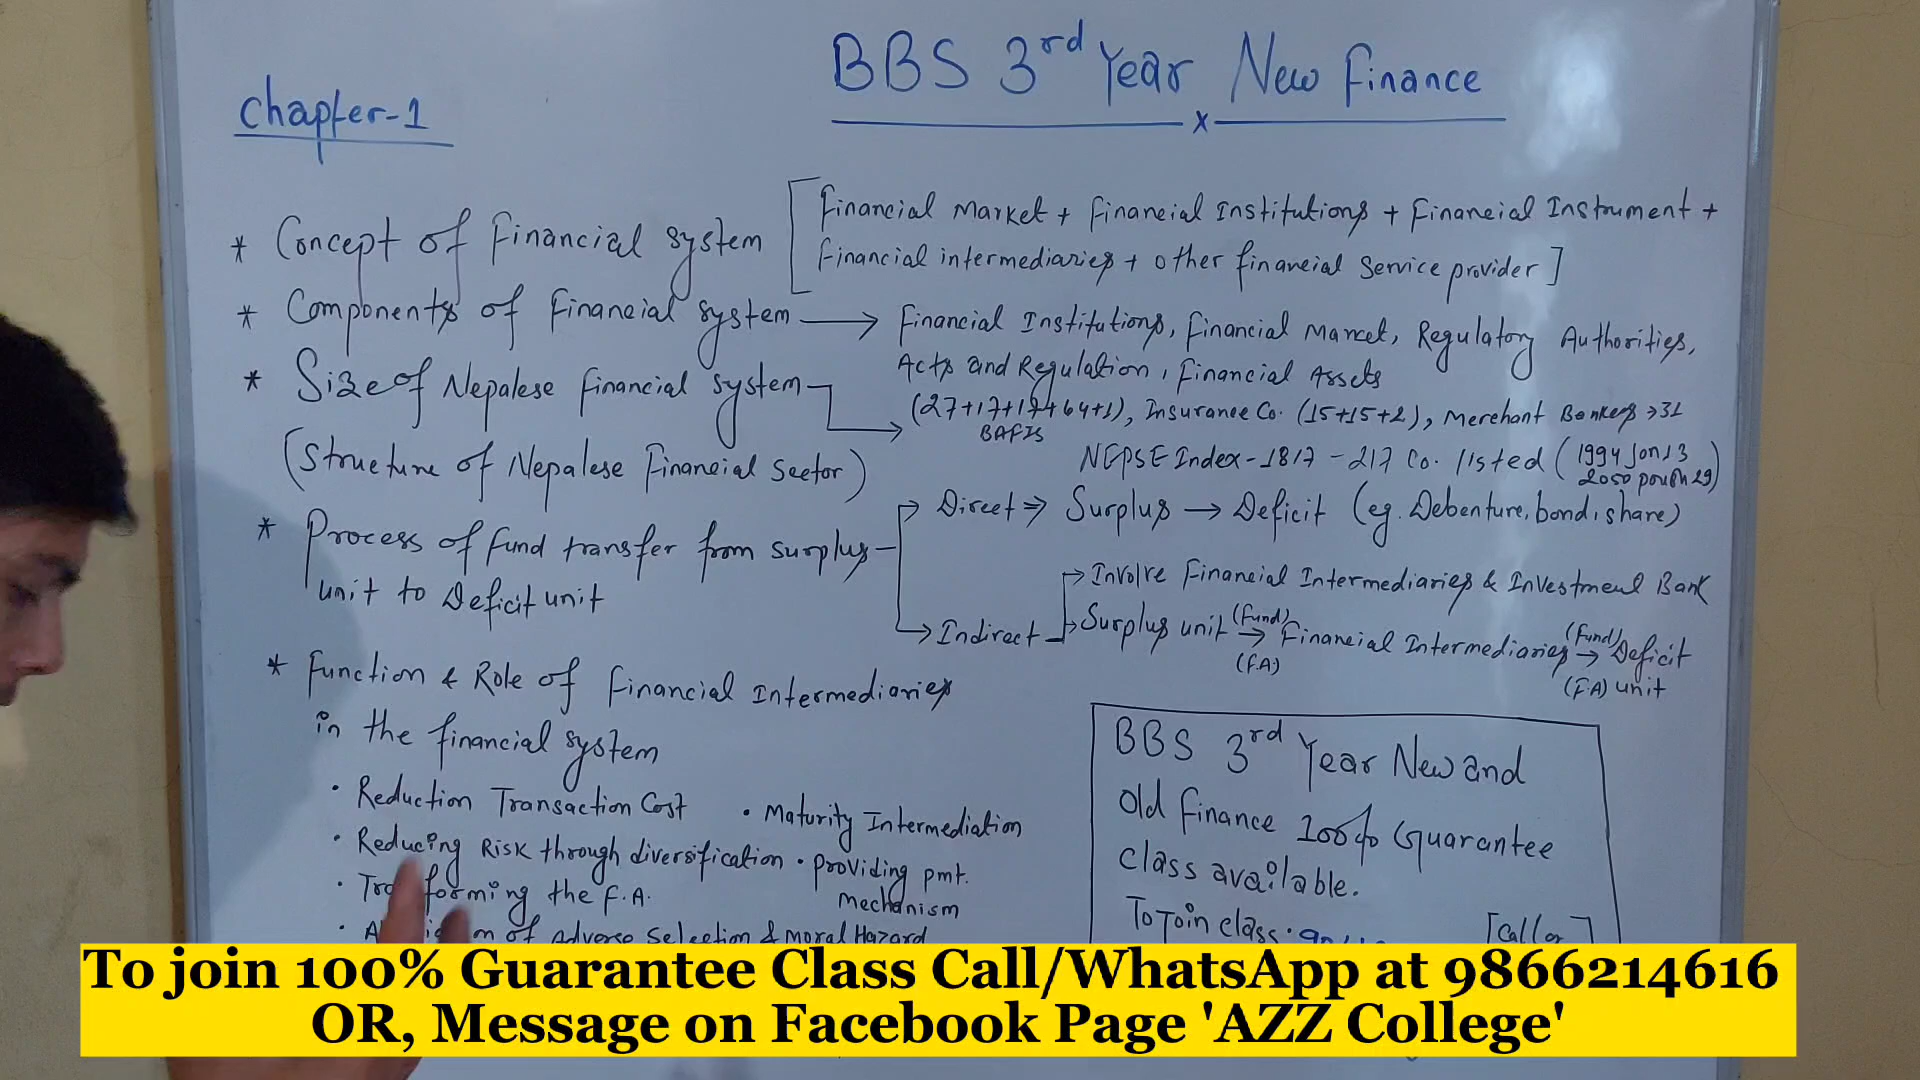 BBS 3rd Year New Finance
x
Chapter-1
* Concept of Financial system [Financial Market + Financial Institutions + Financial Instrument +
Financial intermediaries + other financial service provider]
* Components of Financial system → Financial Institutions, Financial Market, Regulatory Authorities,
Acts and Regulation, Financial Assets
* Size of Nepalese financial system → (27+17+17+64+1), Insurance Co. (15+15+2), Merchant Bankers → 31
BAFIS
(Structure of Nepalese Financial sector) NEPSE Index - 1817 - 217 Co. listed (1994 Jan 13
2050 poush 29)
* Process of fund transfer from surplus
unit to Deficit unit
→ Direct ⇒ Surplus → Deficit (eg. Debenture, bond, share)
→ Indirect → Involve Financial Intermediaries & Investment Bank
→ Surplus unit (Fund) → (F.A) Financial Intermediaries (Fund) → (F.A) Deficit
unit
* Function & Role of Financial Intermediaries
in the financial system
• Reduction Transaction Cost • Maturity Intermediation
• Reducing Risk through diversification • providing pmt.
mechanism
• forming the F.A.
of Adverse Selection & Moral Hazard
BBS 3rd Year New and
Old Finance 100% Guarantee
class available.
To Join class: [call or]
To join 100% Guarantee Class Call/WhatsApp at 9866214616
OR, Message on Facebook Page 'AZZ College'